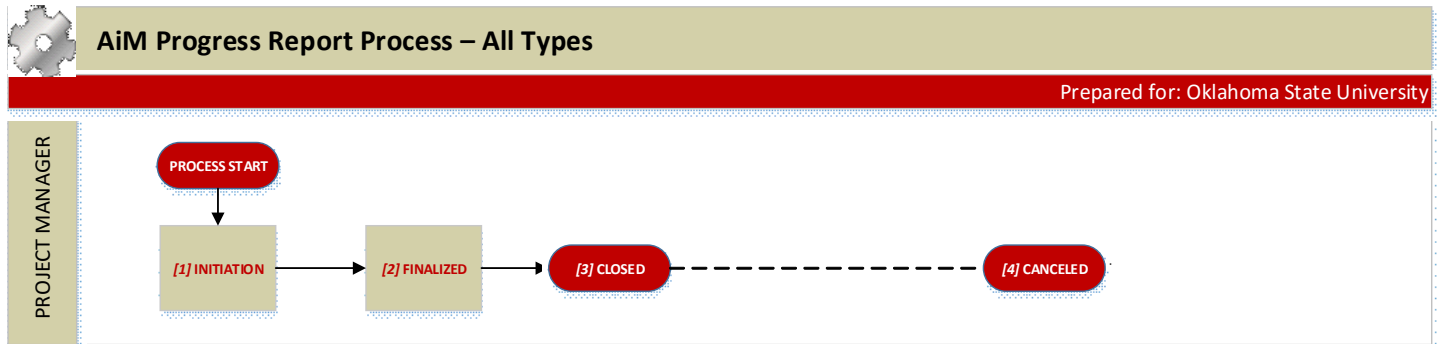 AiM Progress Report Process – All Types
Prepared for: Oklahoma State University
PROJECT MANAGER
PROCESS START
[1] INITIATION
[2] FINALIZED
[3] CLOSED
[4] CANCELED